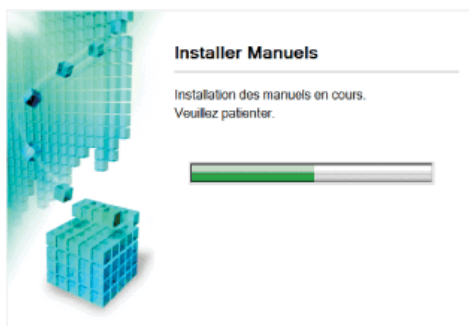 Installer Manuels
Installation des manuels en cours.
Veuillez patienter.